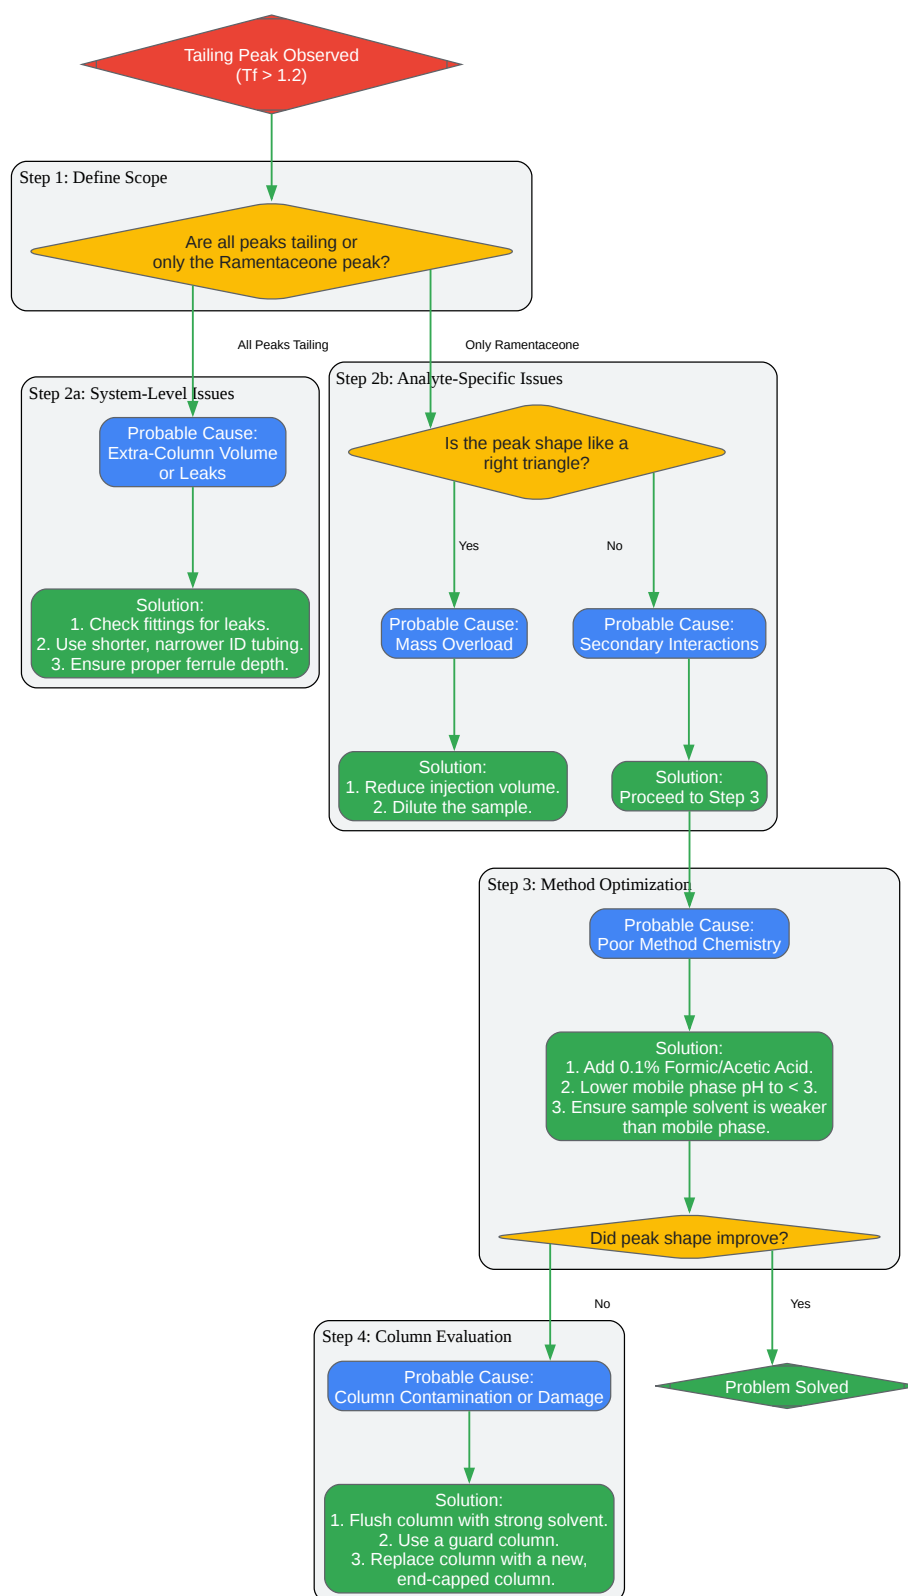 Tailing Peak Observed
(Tf > 1.2)
Step 1: Define Scope
Are all peaks tailing or
only the Ramentaceone peak?
All Peaks Tailing
Only Ramentaceone
Step 2a: System-Level Issues
Probable Cause:
Extra-Column Volume
or Leaks
Solution:
1. Check fittings for leaks.
2. Use shorter, narrower ID tubing.
3. Ensure proper ferrule depth.
Step 2b: Analyte-Specific Issues
Is the peak shape like a
right triangle?
Yes
No
Probable Cause:
Mass Overload
Probable Cause:
Secondary Interactions
Solution:
1. Reduce injection volume.
2. Dilute the sample.
Solution:
Proceed to Step 3
Step 3: Method Optimization
Probable Cause:
Poor Method Chemistry
Solution:
1. Add 0.1% Formic/Acetic Acid.
2. Lower mobile phase pH to < 3.
3. Ensure sample solvent is weaker
than mobile phase.
Did peak shape improve?
No
Yes
Step 4: Column Evaluation
Probable Cause:
Column Contamination or Damage
Problem Solved
Solution:
1. Flush column with strong solvent.
2. Use a guard column.
3. Replace column with a new,
end-capped column.